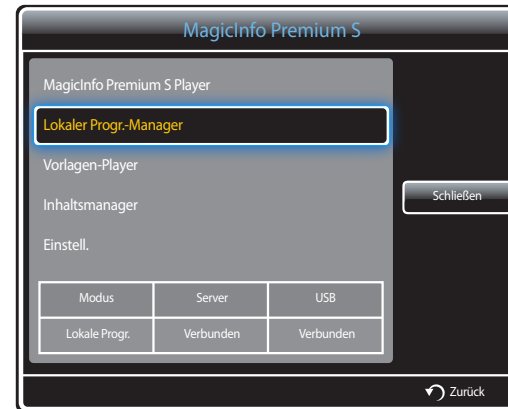 MagicInfo Premium S
MagicInfo Premium S Player
Lokaler Progr.-Manager
Vorlagen-Player
Inhaltsmanager
Einstell.
Schließen
Modus Server USB
Lokale Progr. Verbunden Verbunden
Zurück